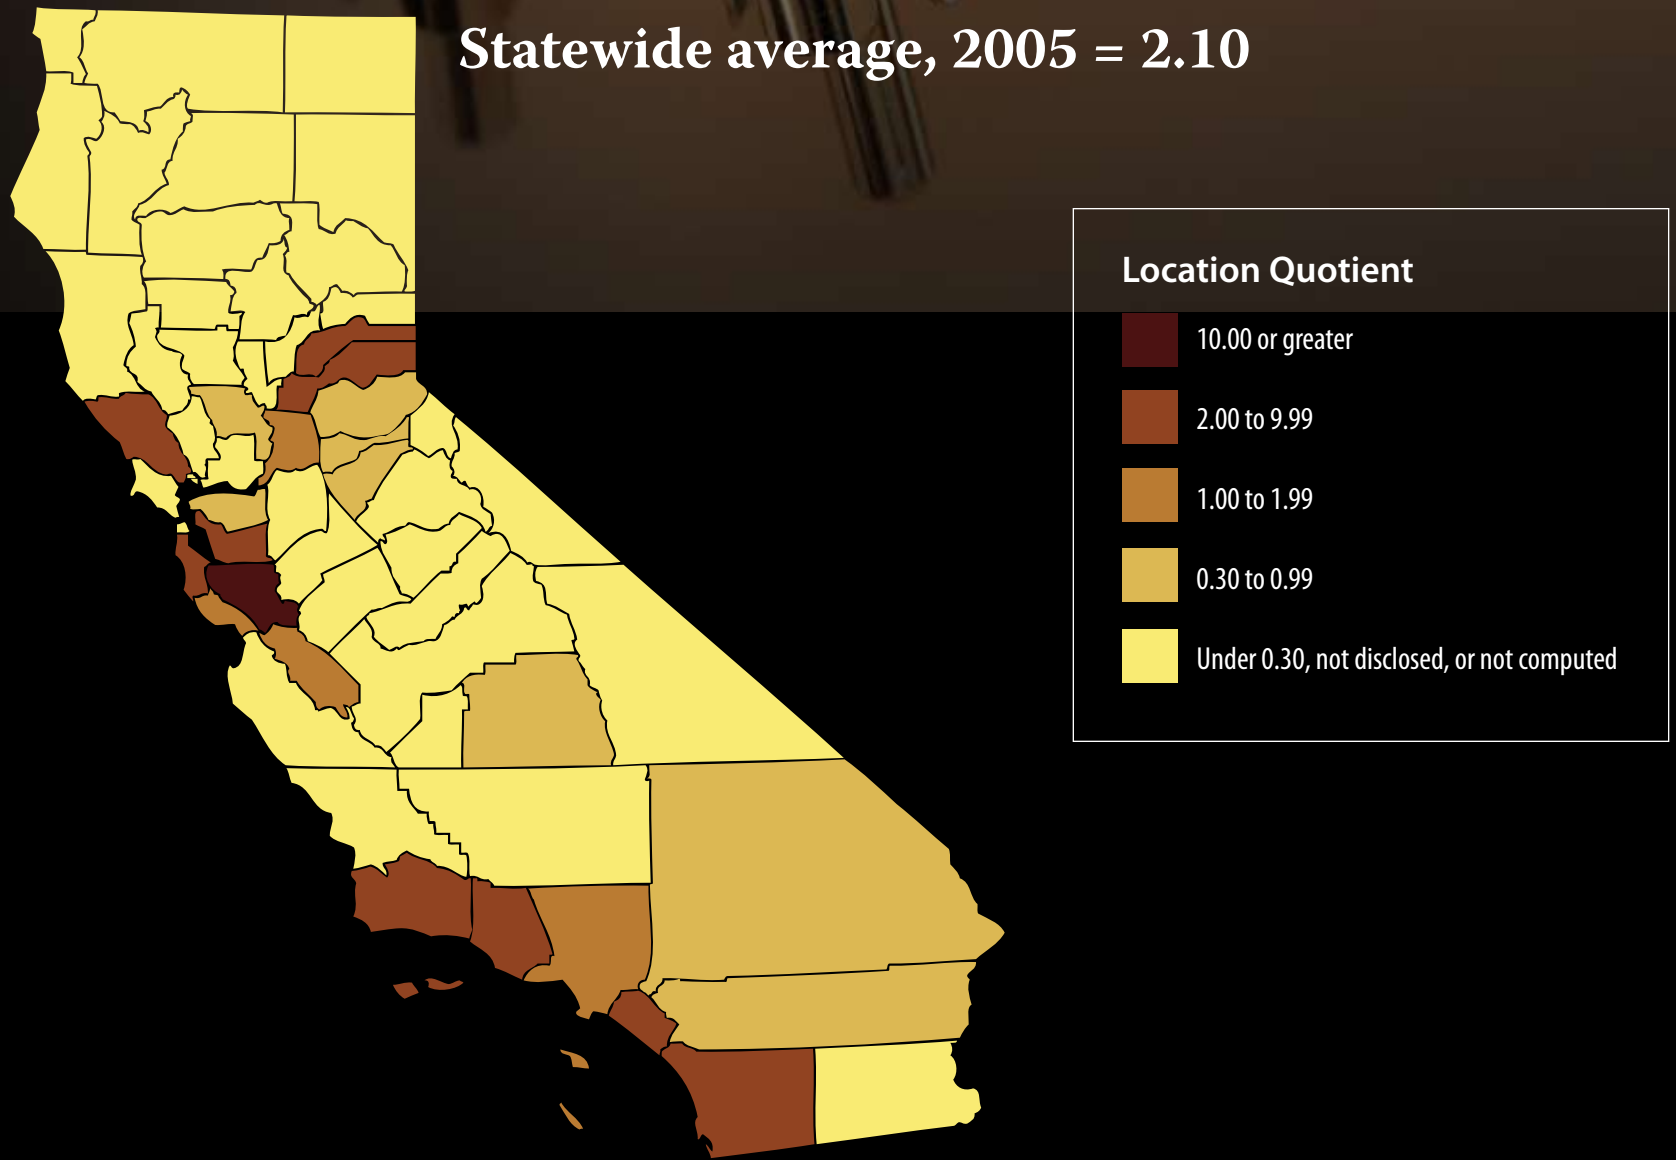 Statewide average, 2005 = 2.10
Location Quotient
10.00 or greater
2.00 to 9.99
1.00 to 1.99
0.30 to 0.99
Under 0.30, not disclosed, or not computed